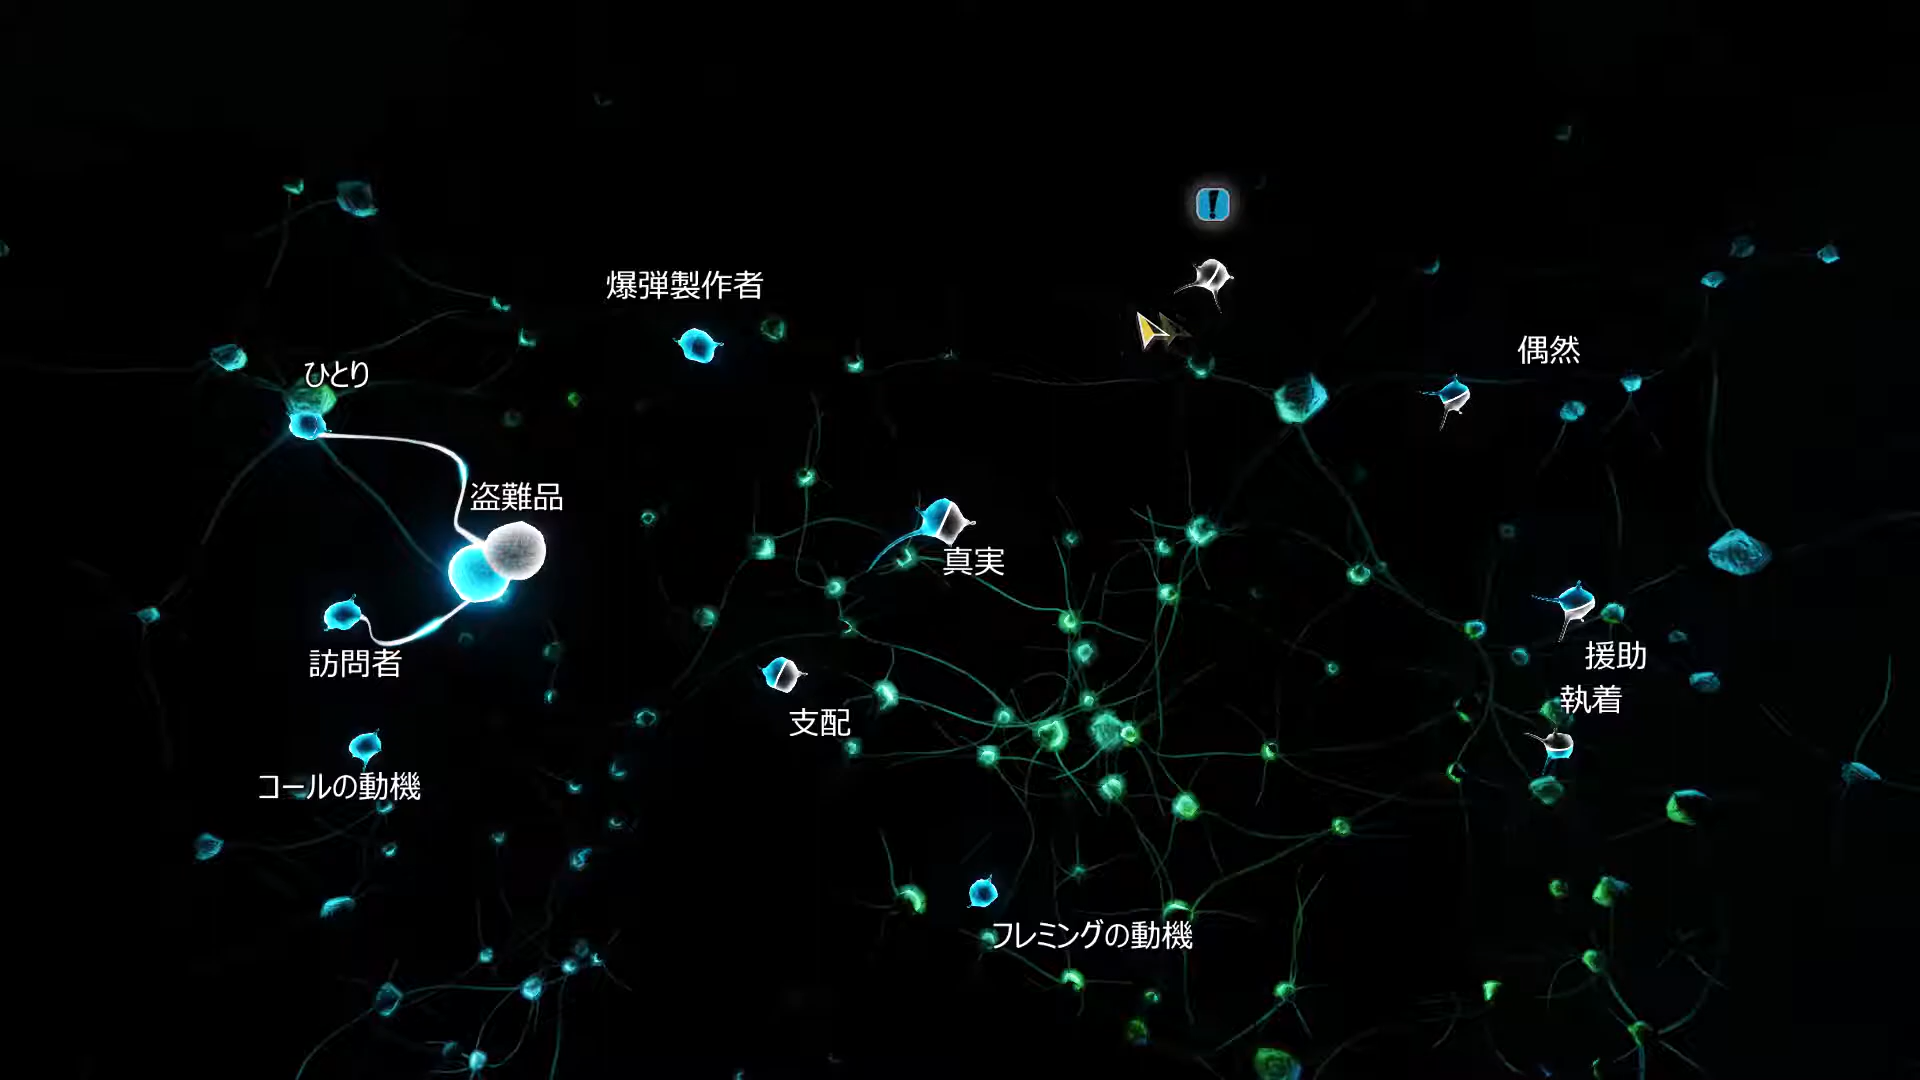 爆弾製作者
偶然
ひとり
盗難品
真実
訪問者
援助
執着
支配
コールの動機
フレミングの動機